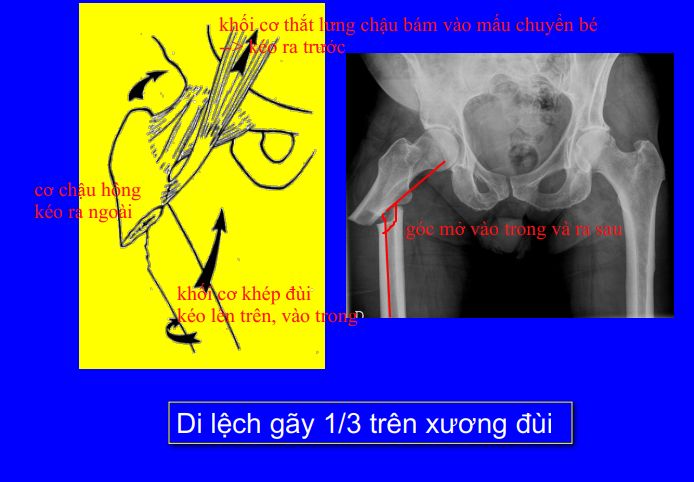 khối cơ thắt lưng chậu bám vào mấu chuyển bé
--> kéo ra trước
cơ chậu hông
kéo ra ngoài
góc mở vào trong và ra sau
khối cơ khép đùi
kéo lên trên, vào trong
D
Di lệch gãy 1/3 trên xương đùi